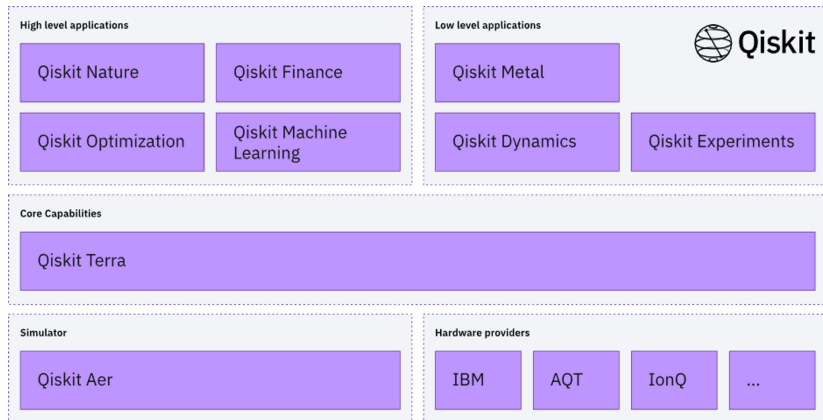 High level applications
Low level applications
Qiskit
Qiskit Nature
Qiskit Finance
Qiskit Metal
Qiskit Optimization
Qiskit Machine
Learning
Qiskit Dynamics
Qiskit Experiments
Core Capabilities
Qiskit Terra
Simulator
Hardware providers
Qiskit Aer
IBM
AQT
IonQ
...